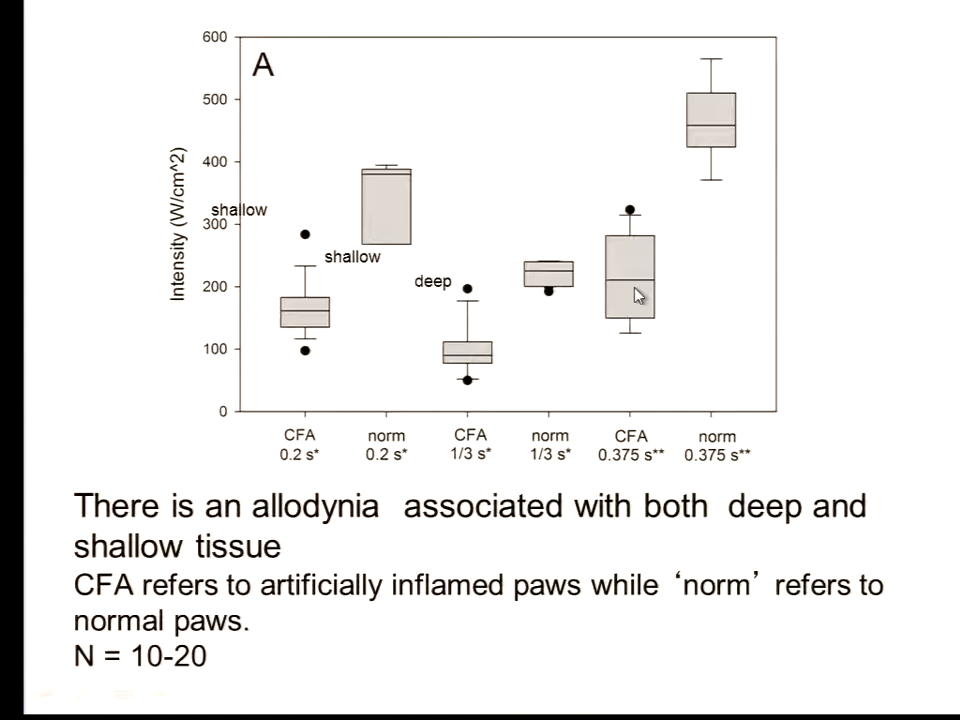 A
600
500
400
300
200
100
0
Intensity (W/cm^2)
shallow
shallow
deep
CFA
0.2 s*
norm
0.2 s*
CFA
1/3 s*
norm
1/3 s*
CFA
0.375 s**
norm
0.375 s**
There is an allodynia associated with both deep and
shallow tissue
CFA refers to artificially inflamed paws while ‘norm’ refers to
normal paws.
N = 10-20